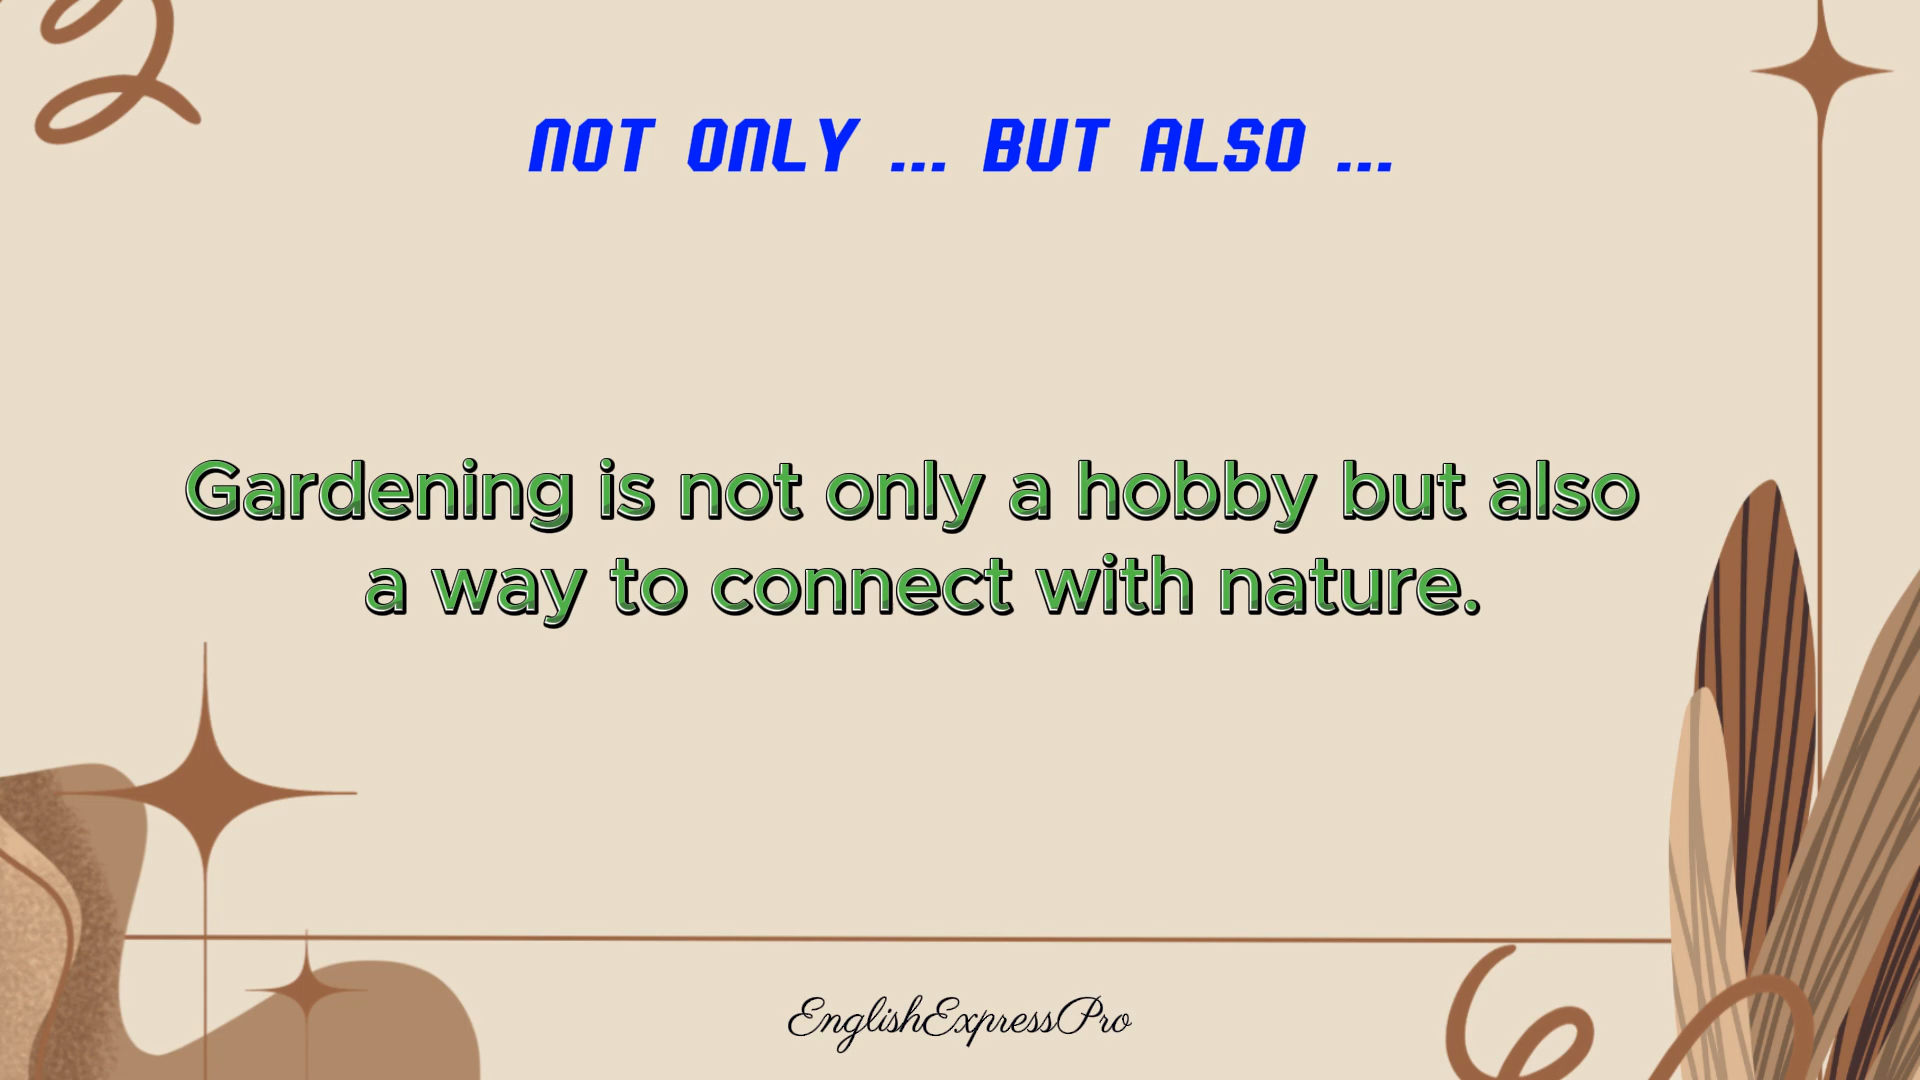 NOT ONLY ... BUT ALSO ...
Gardening is not only a hobby but also
a way to connect with nature.
EnglishExpressPro